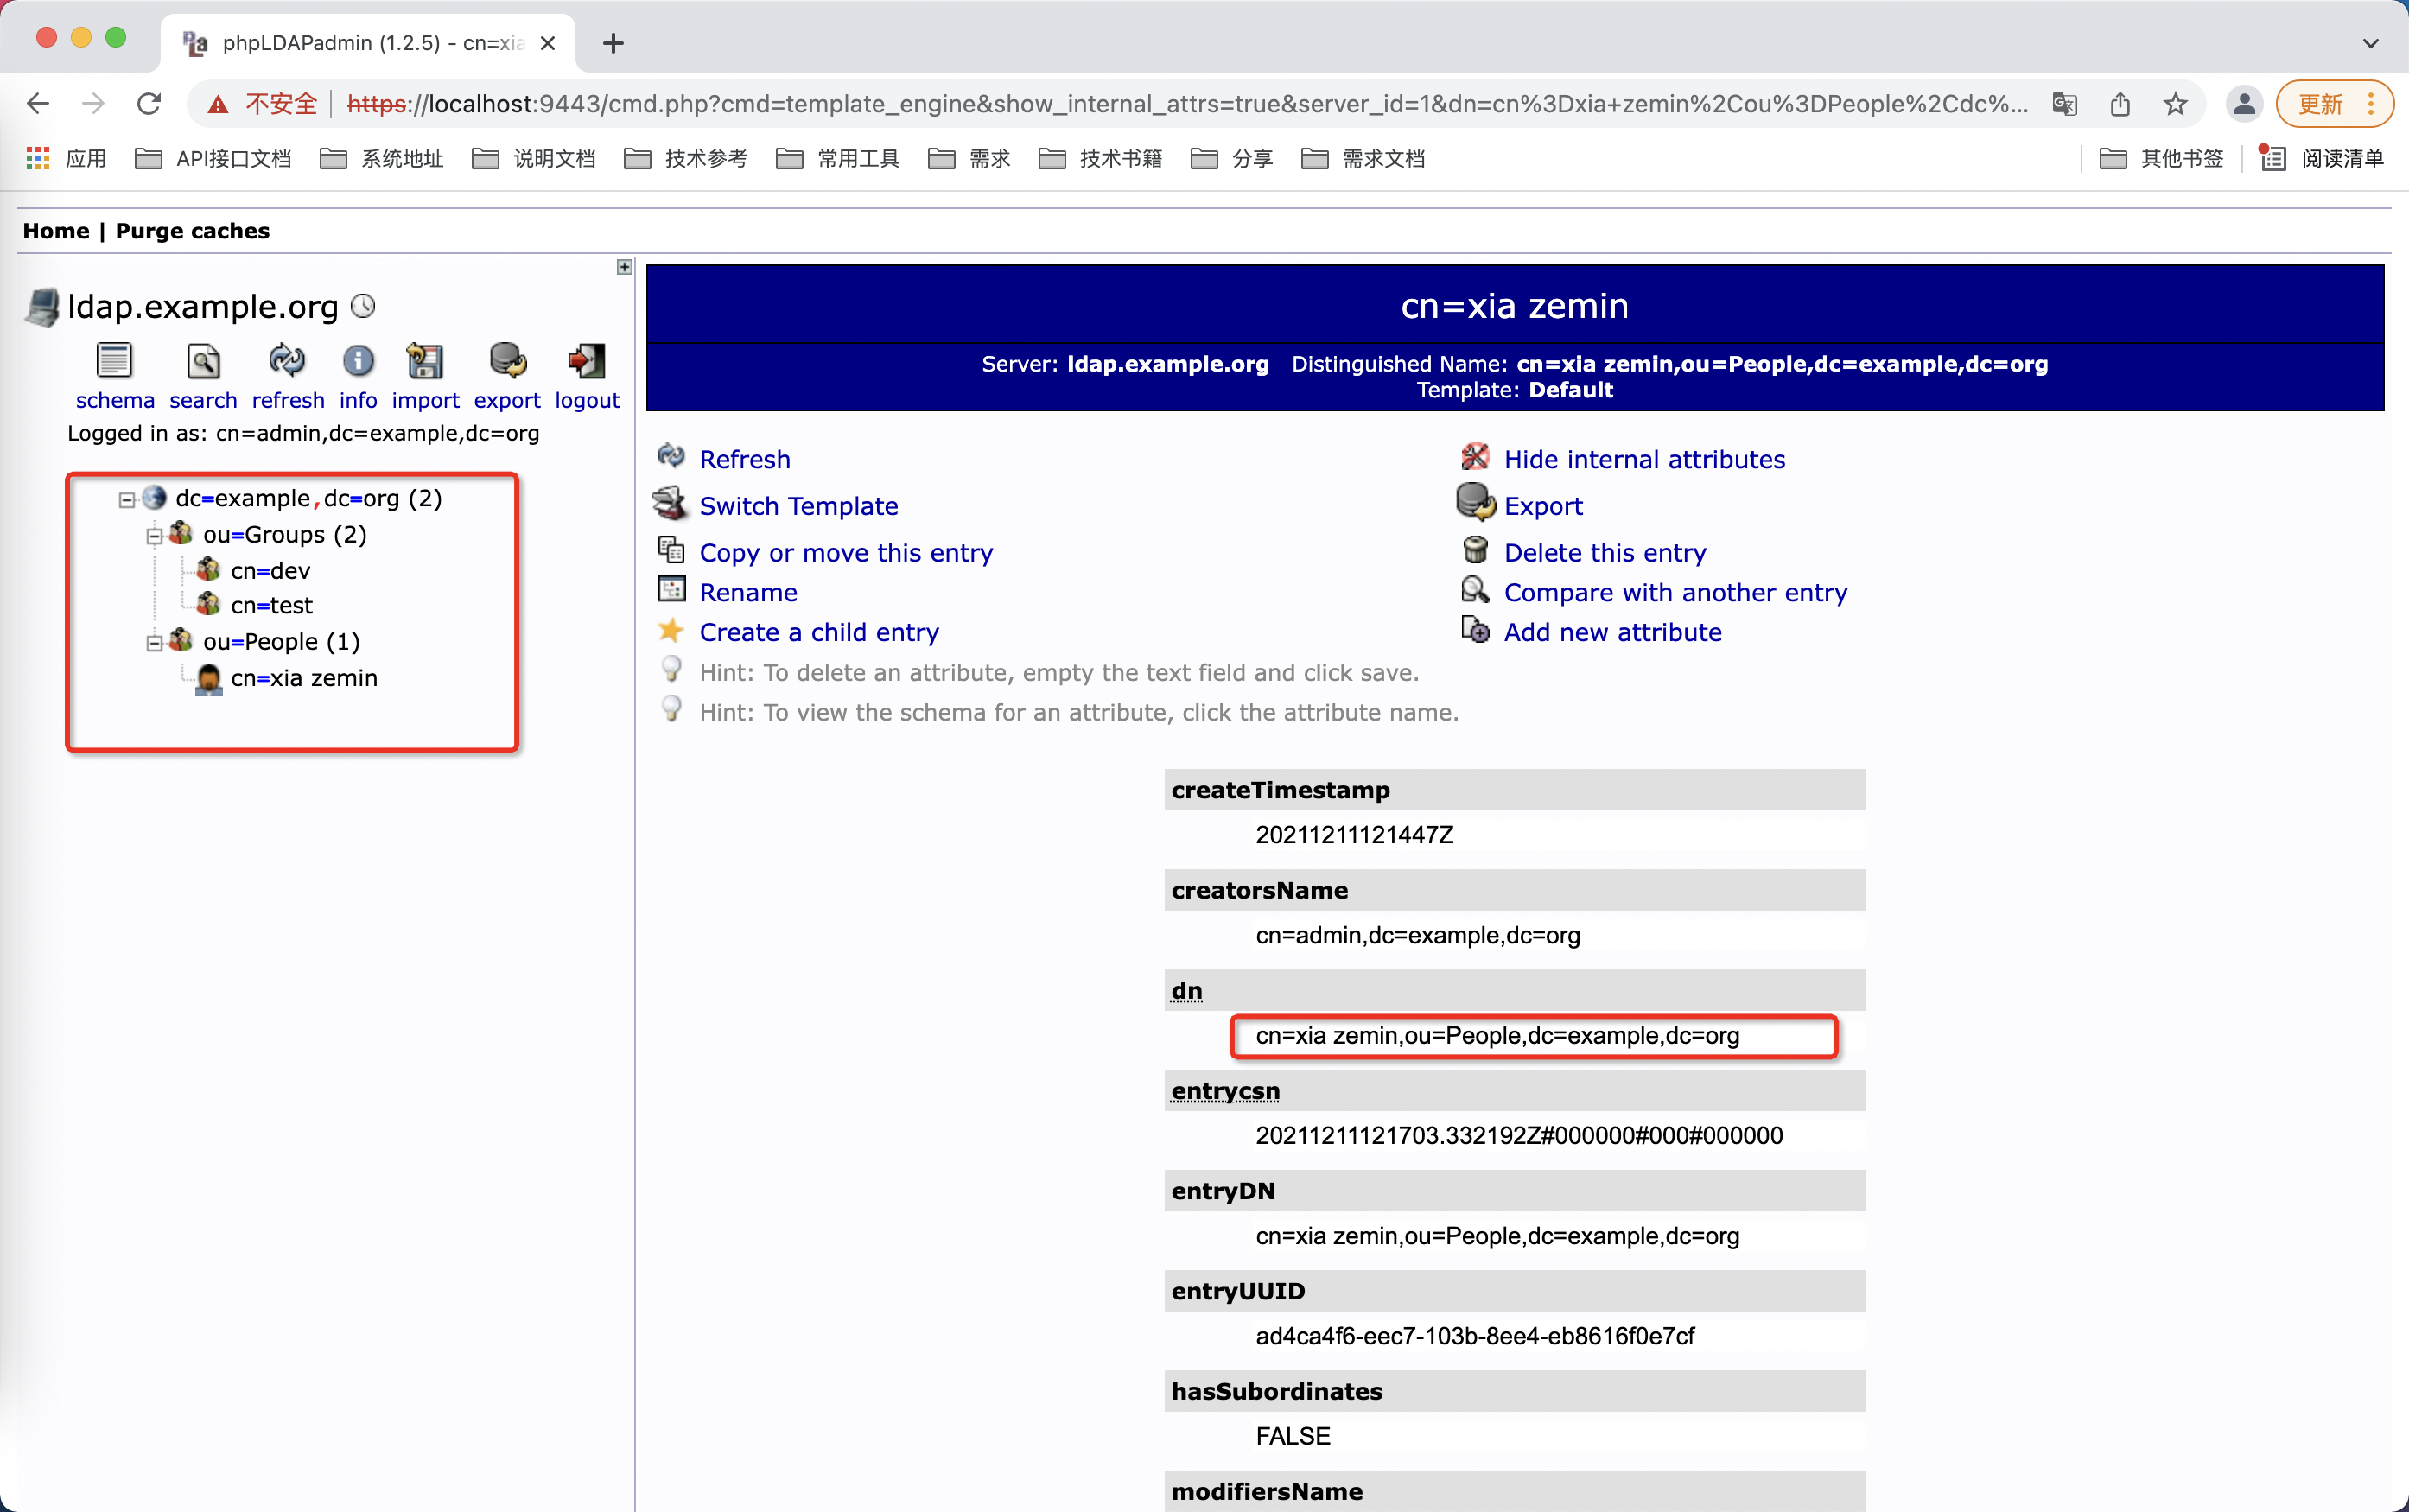 phpLDAPadmin (1.2.5) - cn=xia
不安全 https://localhost:9443/cmd.php?cmd=template_engine&show_internal_attrs=true&server_id=1&dn=cn%3Dxia+zemin%2Cou%3DPeople%2Cdc%... 更新
应用 API接口文档 系统地址 说明文档 技术参考 常用工具 需求 技术书籍 分享 需求文档 其他书签 阅读清单
Home | Purge caches
ldap.example.org
schema search refresh info import export logout
Logged in as: cn=admin,dc=example,dc=org
dc=example,dc=org (2)
ou=Groups (2)
cn=dev
cn=test
ou=People (1)
cn=xia zemin
cn=xia zemin
Server: ldap.example.org Distinguished Name: cn=xia zemin,ou=People,dc=example,dc=org
Template: Default
Refresh Hide internal attributes
Switch Template Export
Copy or move this entry Delete this entry
Rename Compare with another entry
Create a child entry Add new attribute
Hint: To delete an attribute, empty the text field and click save.
Hint: To view the schema for an attribute, click the attribute name.
createTimestamp
20211211121447Z
creatorsName
cn=admin,dc=example,dc=org
dn
cn=xia zemin,ou=People,dc=example,dc=org
entrycsn
20211211121703.332192Z#000000#000#000000
entryDN
cn=xia zemin,ou=People,dc=example,dc=org
entryUUID
ad4ca4f6-eec7-103b-8ee4-eb8616f0e7cf
hasSubordinates
FALSE
modifiersName